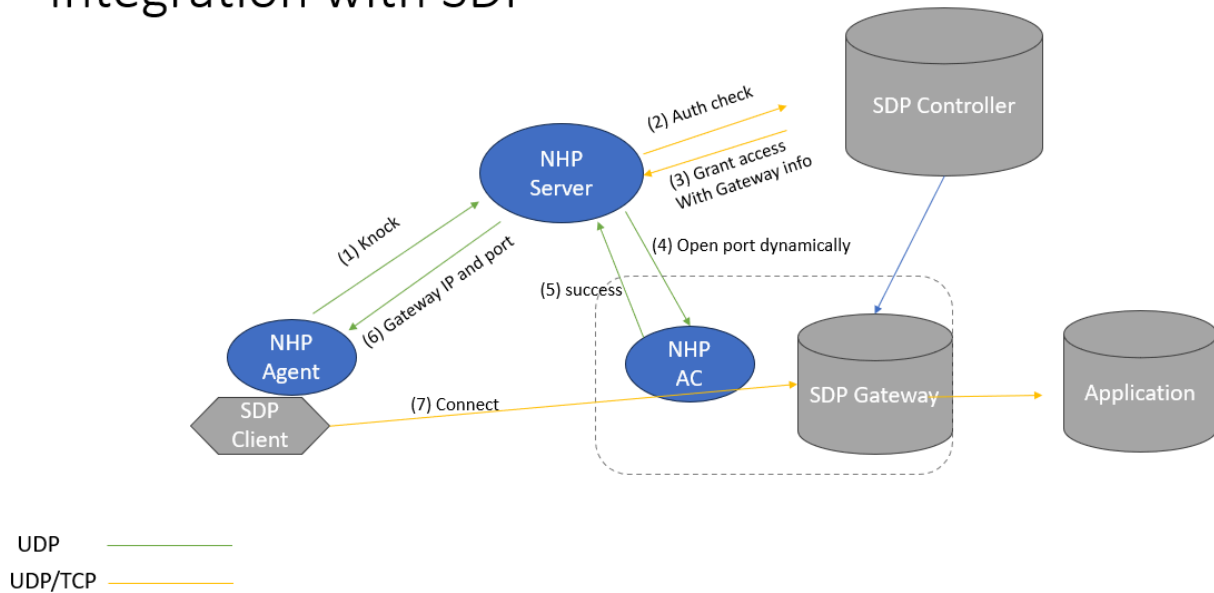 Integration with SDP
SDP Controller
(2) Auth check
NHP
Server
(3) Grant access
With Gateway info
(1) Knock
(4) Open port dynamically
(6) Gateway IP and port
(5) success
NHP
Agent
NHP
AC
SDP Gateway
Application
SDP
Client
(7) Connect
UDP
UDP/TCP